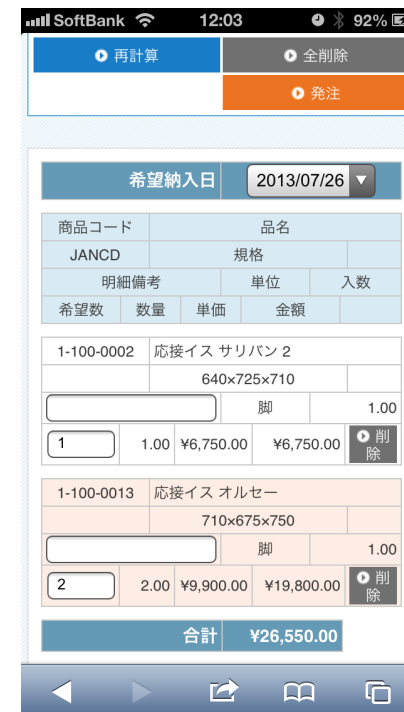 SoftBank 12:03 92%
再計算 全削除
発注
希望納入日 2013/07/26
商品コード 品名
JANCD 規格
明細備考 単位 入数
希望数 数量 単価 金額
1-100-0002 応接イス サリバン 2
640×725×710
脚 1.00
1 1.00 ¥6,750.00 ¥6,750.00 削
除
1-100-0013 応接イス オルセー
710×675×750
脚 1.00
2 2.00 ¥9,900.00 ¥19,800.00 削
除
合計 ¥26,550.00